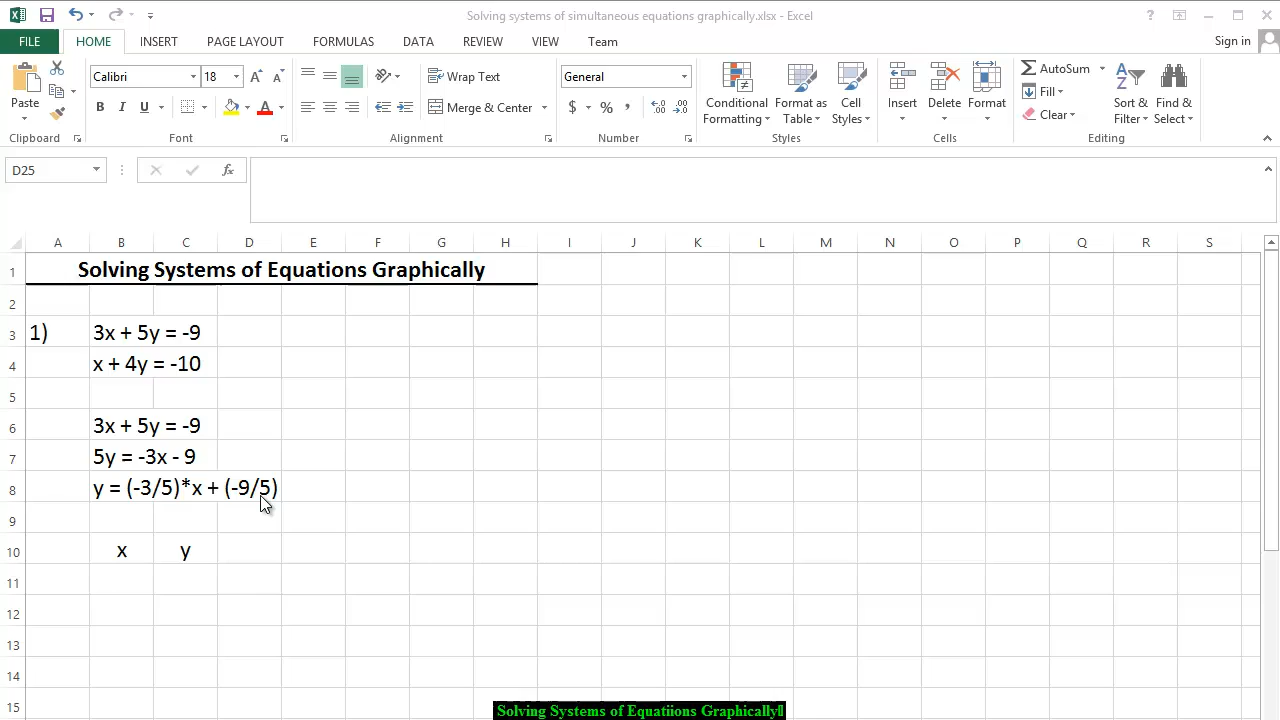 Solving systems of simultaneous equations graphically.xlsx - Excel
FILE HOME INSERT PAGE LAYOUT FORMULAS DATA REVIEW VIEW Team Sign in
Paste Calibri 18 Wrap Text General Conditional Formatting Format as Table Cell Styles Insert Delete Format AutoSum Sort & Filter Find & Select
B I U A Merge & Center $ % , Fill
Clear
Clipboard Font Alignment Number Styles Cells Editing
D25 fx
A B C D E F G H I J K L M N O P Q R S
1 Solving Systems of Equations Graphically
2
3 1) 3x + 5y = -9
4 x + 4y = -10
5
6 3x + 5y = -9
7 5y = -3x - 9
8 y = (-3/5)*x + (-9/5)
9
10 x y
11
12
13
14
15
Solving Systems of Equatiions Graphically